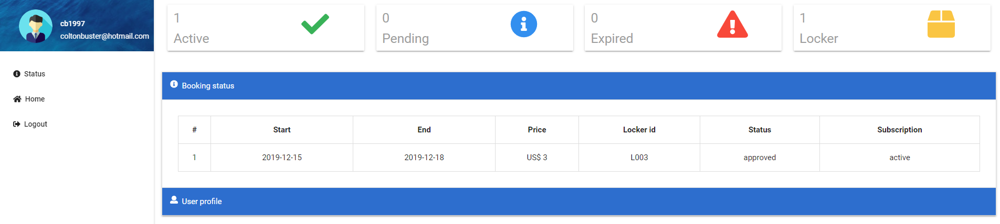 cb1997
coltonbuster@hotmail.com
Status
Home
Logout
1
Active
0
Pending
0
Expired
1
Locker
Booking status
# Start End Price Locker id Status Subscription
1 2019-12-15 2019-12-18 US$ 3 L003 approved active
User profile